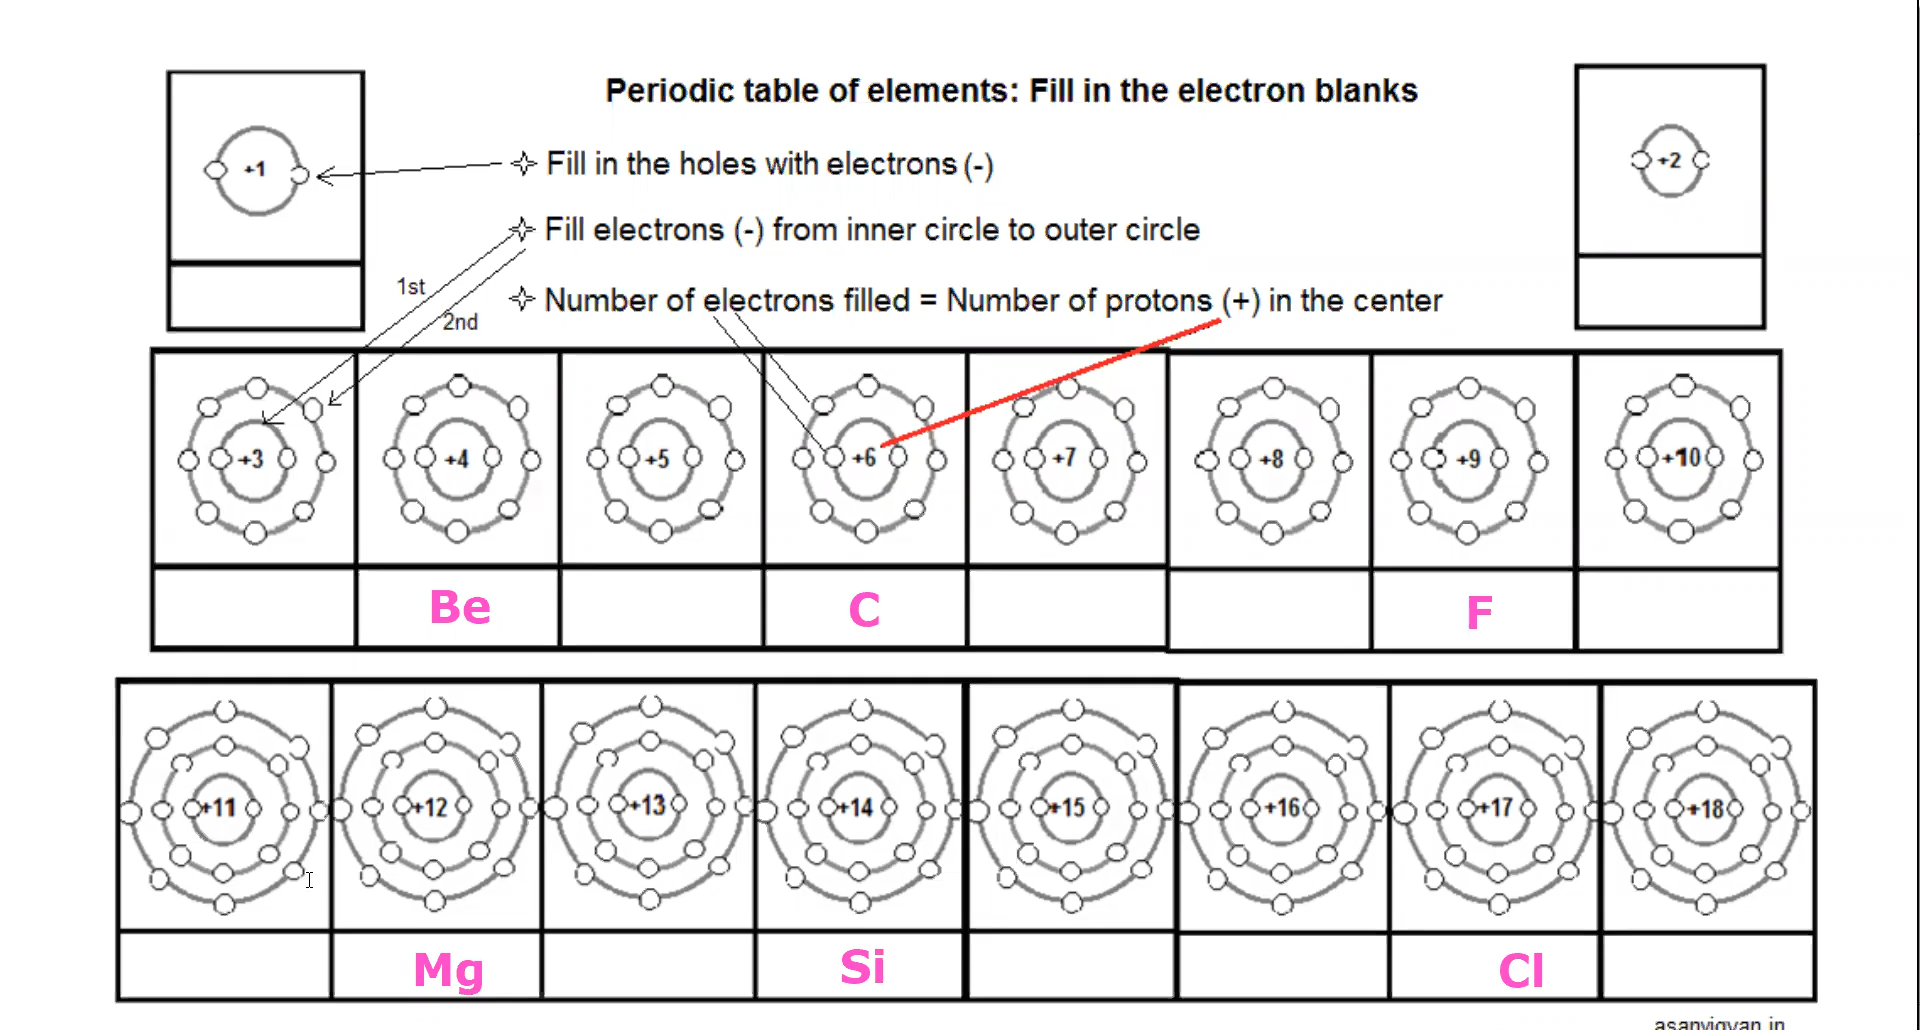 Periodic table of elements: Fill in the electron blanks
+1
Fill in the holes with electrons (-)
+2
Fill electrons (-) from inner circle to outer circle
1st
Number of electrons filled = Number of protons (+) in the center
2nd
+3 +4 +5 +6 +7 +8 +9 +10
Be C F
+11 +12 +13 +14 +15 +16 +17 +18
Mg Si Cl
asanvigyan.in